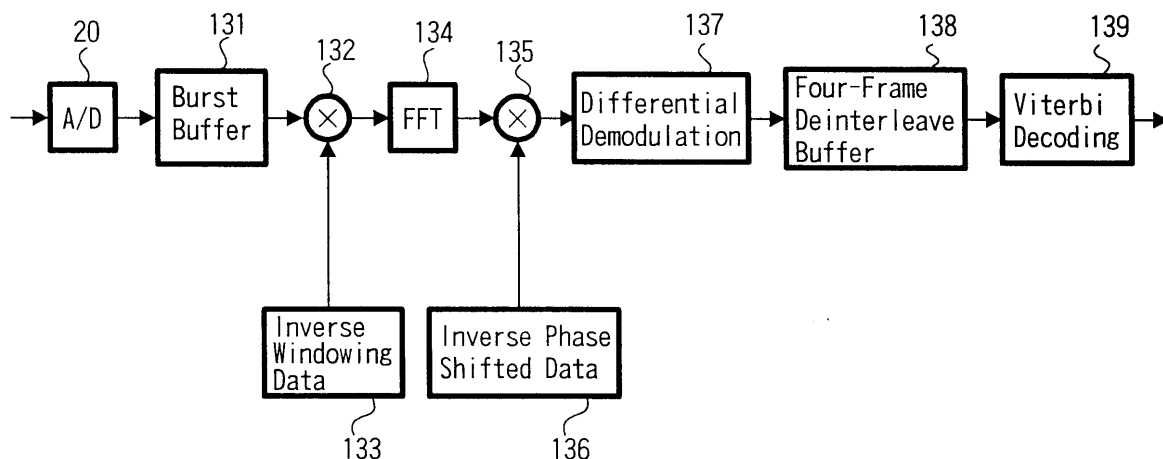 20
131
132
134
135
137
138
139
A/D
Burst
Buffer
×
FFT
×
Differential
Demodulation
Four-Frame
Deinterleave
Buffer
Viterbi
Decoding
Inverse
Windowing
Data
Inverse Phase
Shifted Data
133
136